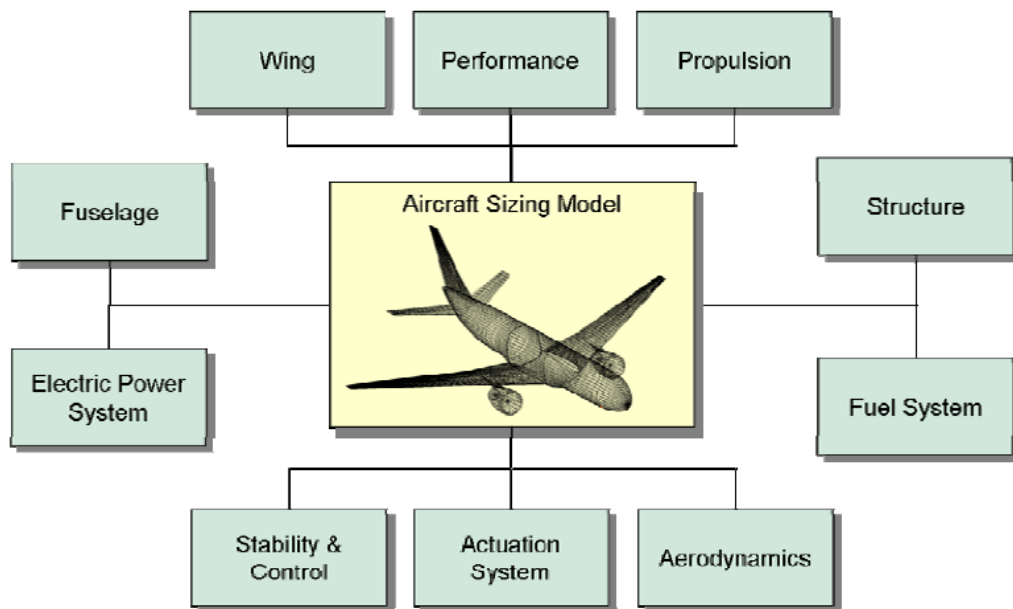 Wing
Performance
Propulsion
Fuselage
Aircraft Sizing Model
Structure
Electric Power
System
Fuel System
Stability &
Control
Actuation
System
Aerodynamics